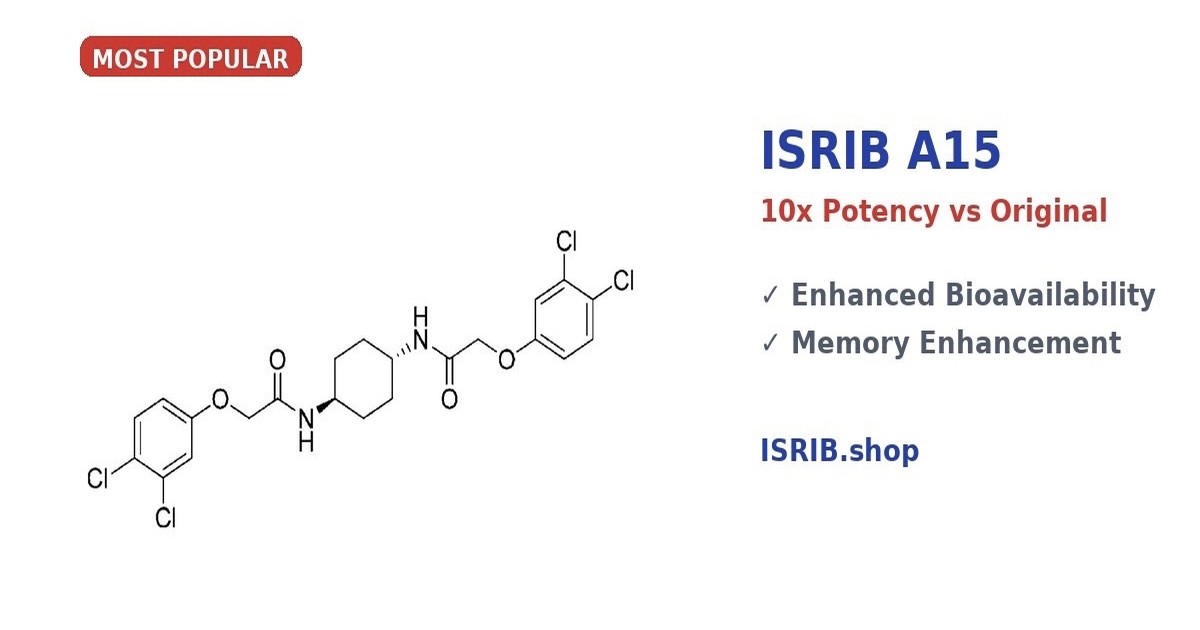 MOST POPULAR
ISRIB A15
10x Potency vs Original
✓ Enhanced Bioavailability
✓ Memory Enhancement
ISRIB.shop
Cl
Cl
H
N
O
O
O
O
N
H
Cl
Cl